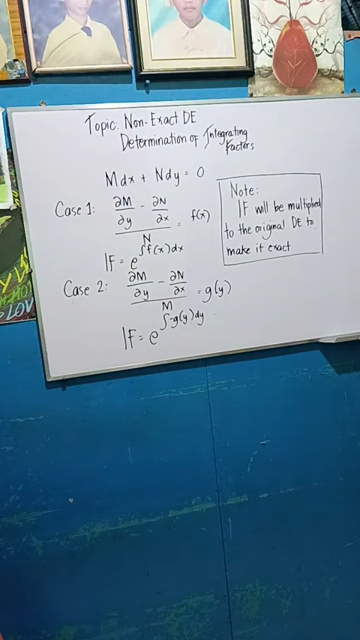 Topic: Non-Exact DE
Determination of Integrating
Factors
Mdx + Ndy = 0
Case 1: (∂M/∂y - ∂N/∂x)/N = f(x)
IF = e^∫f(x)dx
Case 2: (∂M/∂y - ∂N/∂x)/M = g(y)
IF = e^∫-g(y)dy
Note:
IF will be multiplied
to the original DE to
make it exact